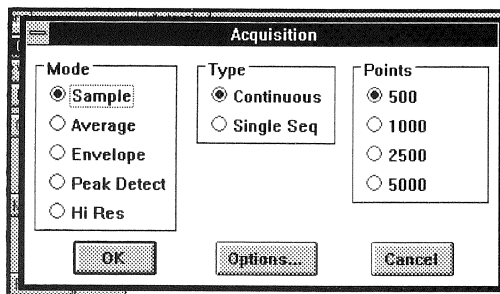 Acquisition
Mode
Sample
Average
Envelope
Peak Detect
Hi Res
Type
Continuous
Single Seq
Points
500
1000
2500
5000
OK
Options...
Cancel